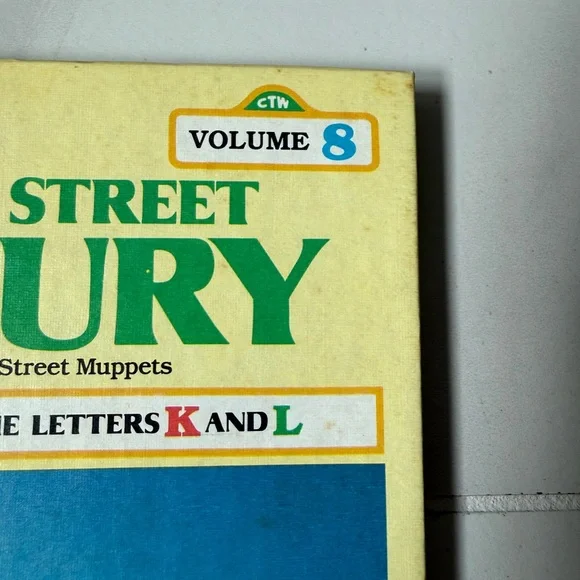 CTW
VOLUME 8
STREET
URY
Street Muppets
E LETTERS K AND L